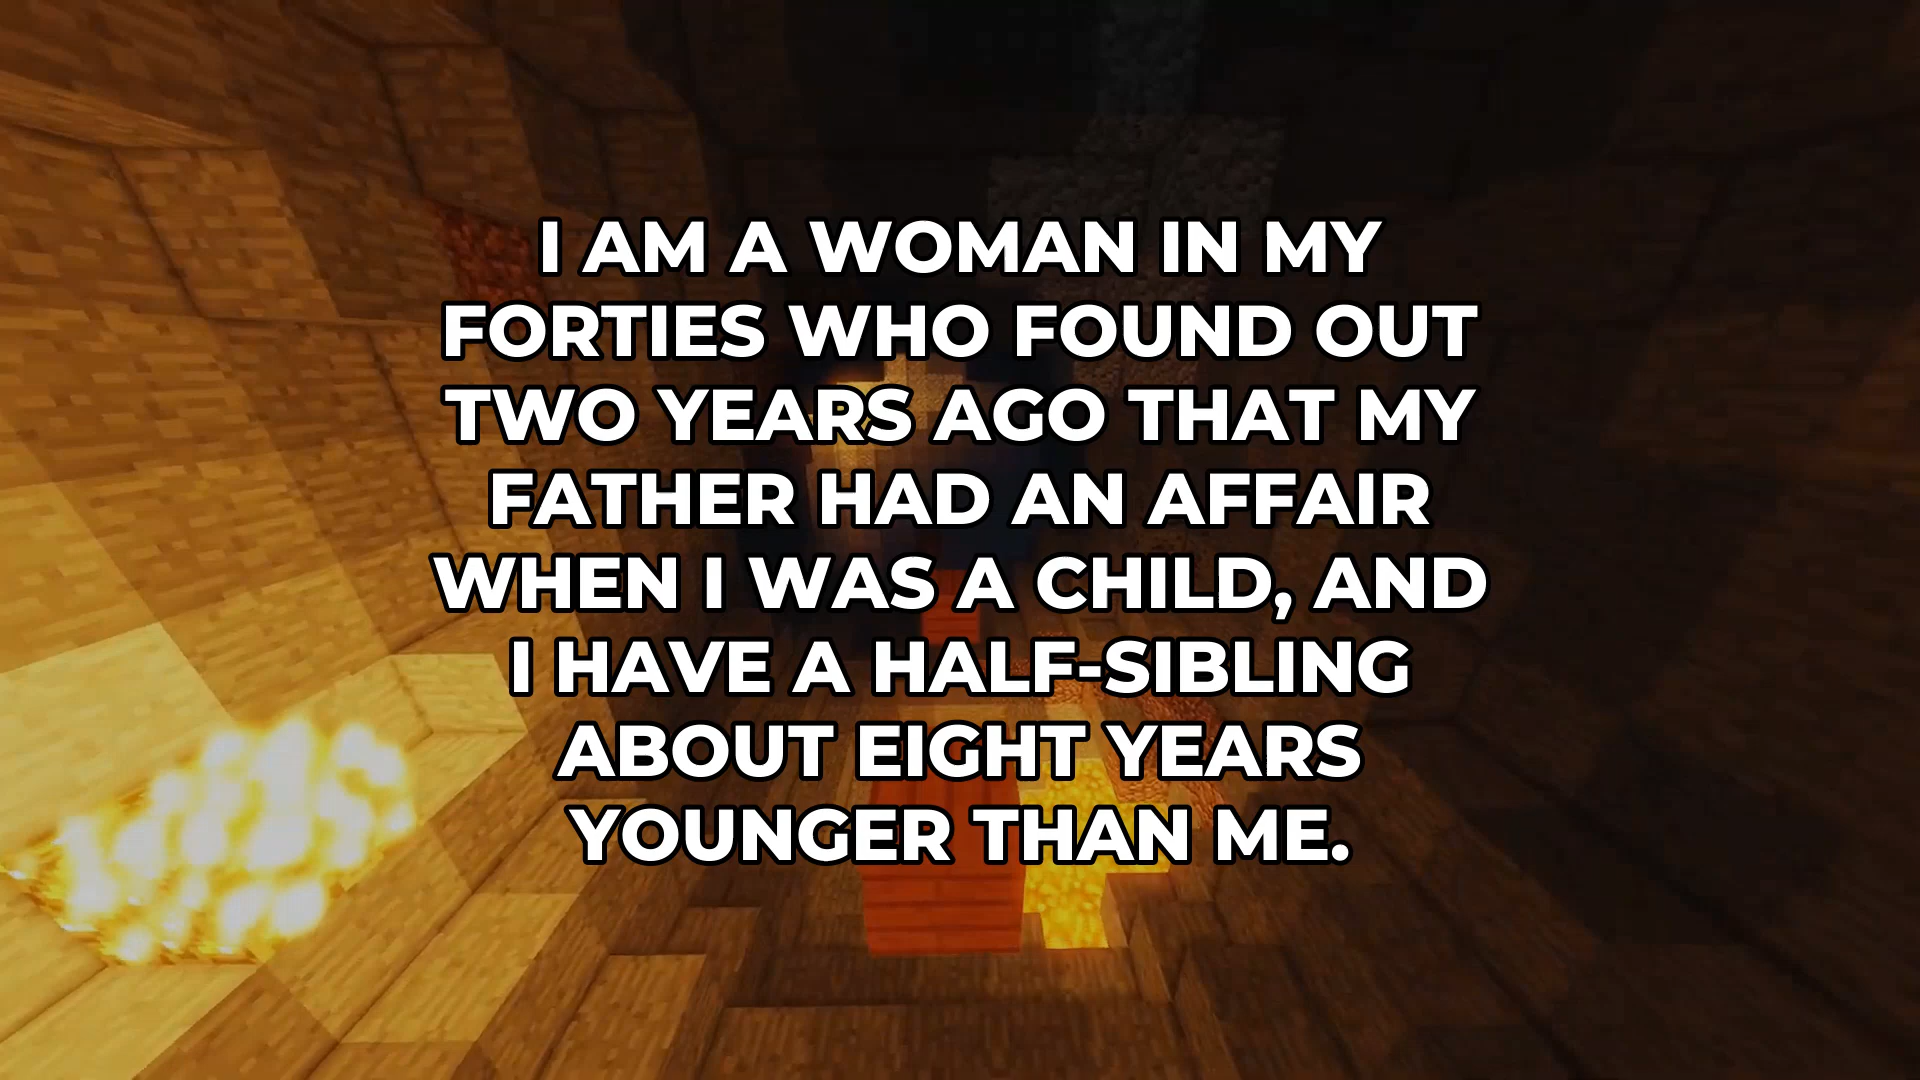 I AM A WOMAN IN MY
FORTIES WHO FOUND OUT
TWO YEARS AGO THAT MY
FATHER HAD AN AFFAIR
WHEN I WAS A CHILD, AND
I HAVE A HALF-SIBLING
ABOUT EIGHT YEARS
YOUNGER THAN ME.